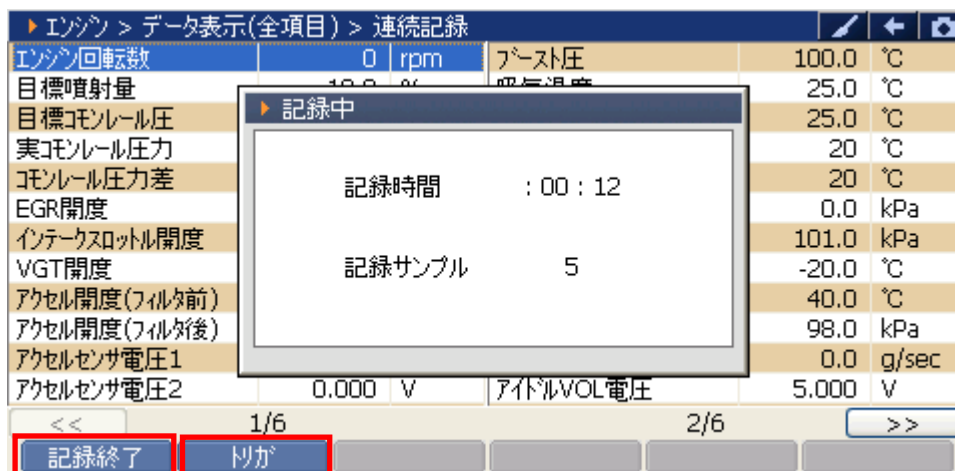 エンジン > データ表示(全項目) > 連続記録
エンジン回転数 0 rpm ブースト圧 100.0 ℃
目標噴射量 25.0 ℃
目標コモンレール圧 25.0 ℃
実コモンレール圧力 20 ℃
コモンレール圧力差 20 ℃
EGR開度 0.0 kPa
インテークスロットル開度 101.0 kPa
VGT開度 -20.0 ℃
アクセル開度(フィルタ前) 40.0 ℃
アクセル開度(フィルタ後) 98.0 kPa
アクセルセンサ電圧1 0.0 g/sec
アクセルセンサ電圧2 0.000 V アイドルVOL電圧 5.000 V
記録中
記録時間 :00:12
記録サンプル 5
<< 1/6 2/6 >>
記録終了 トリガ